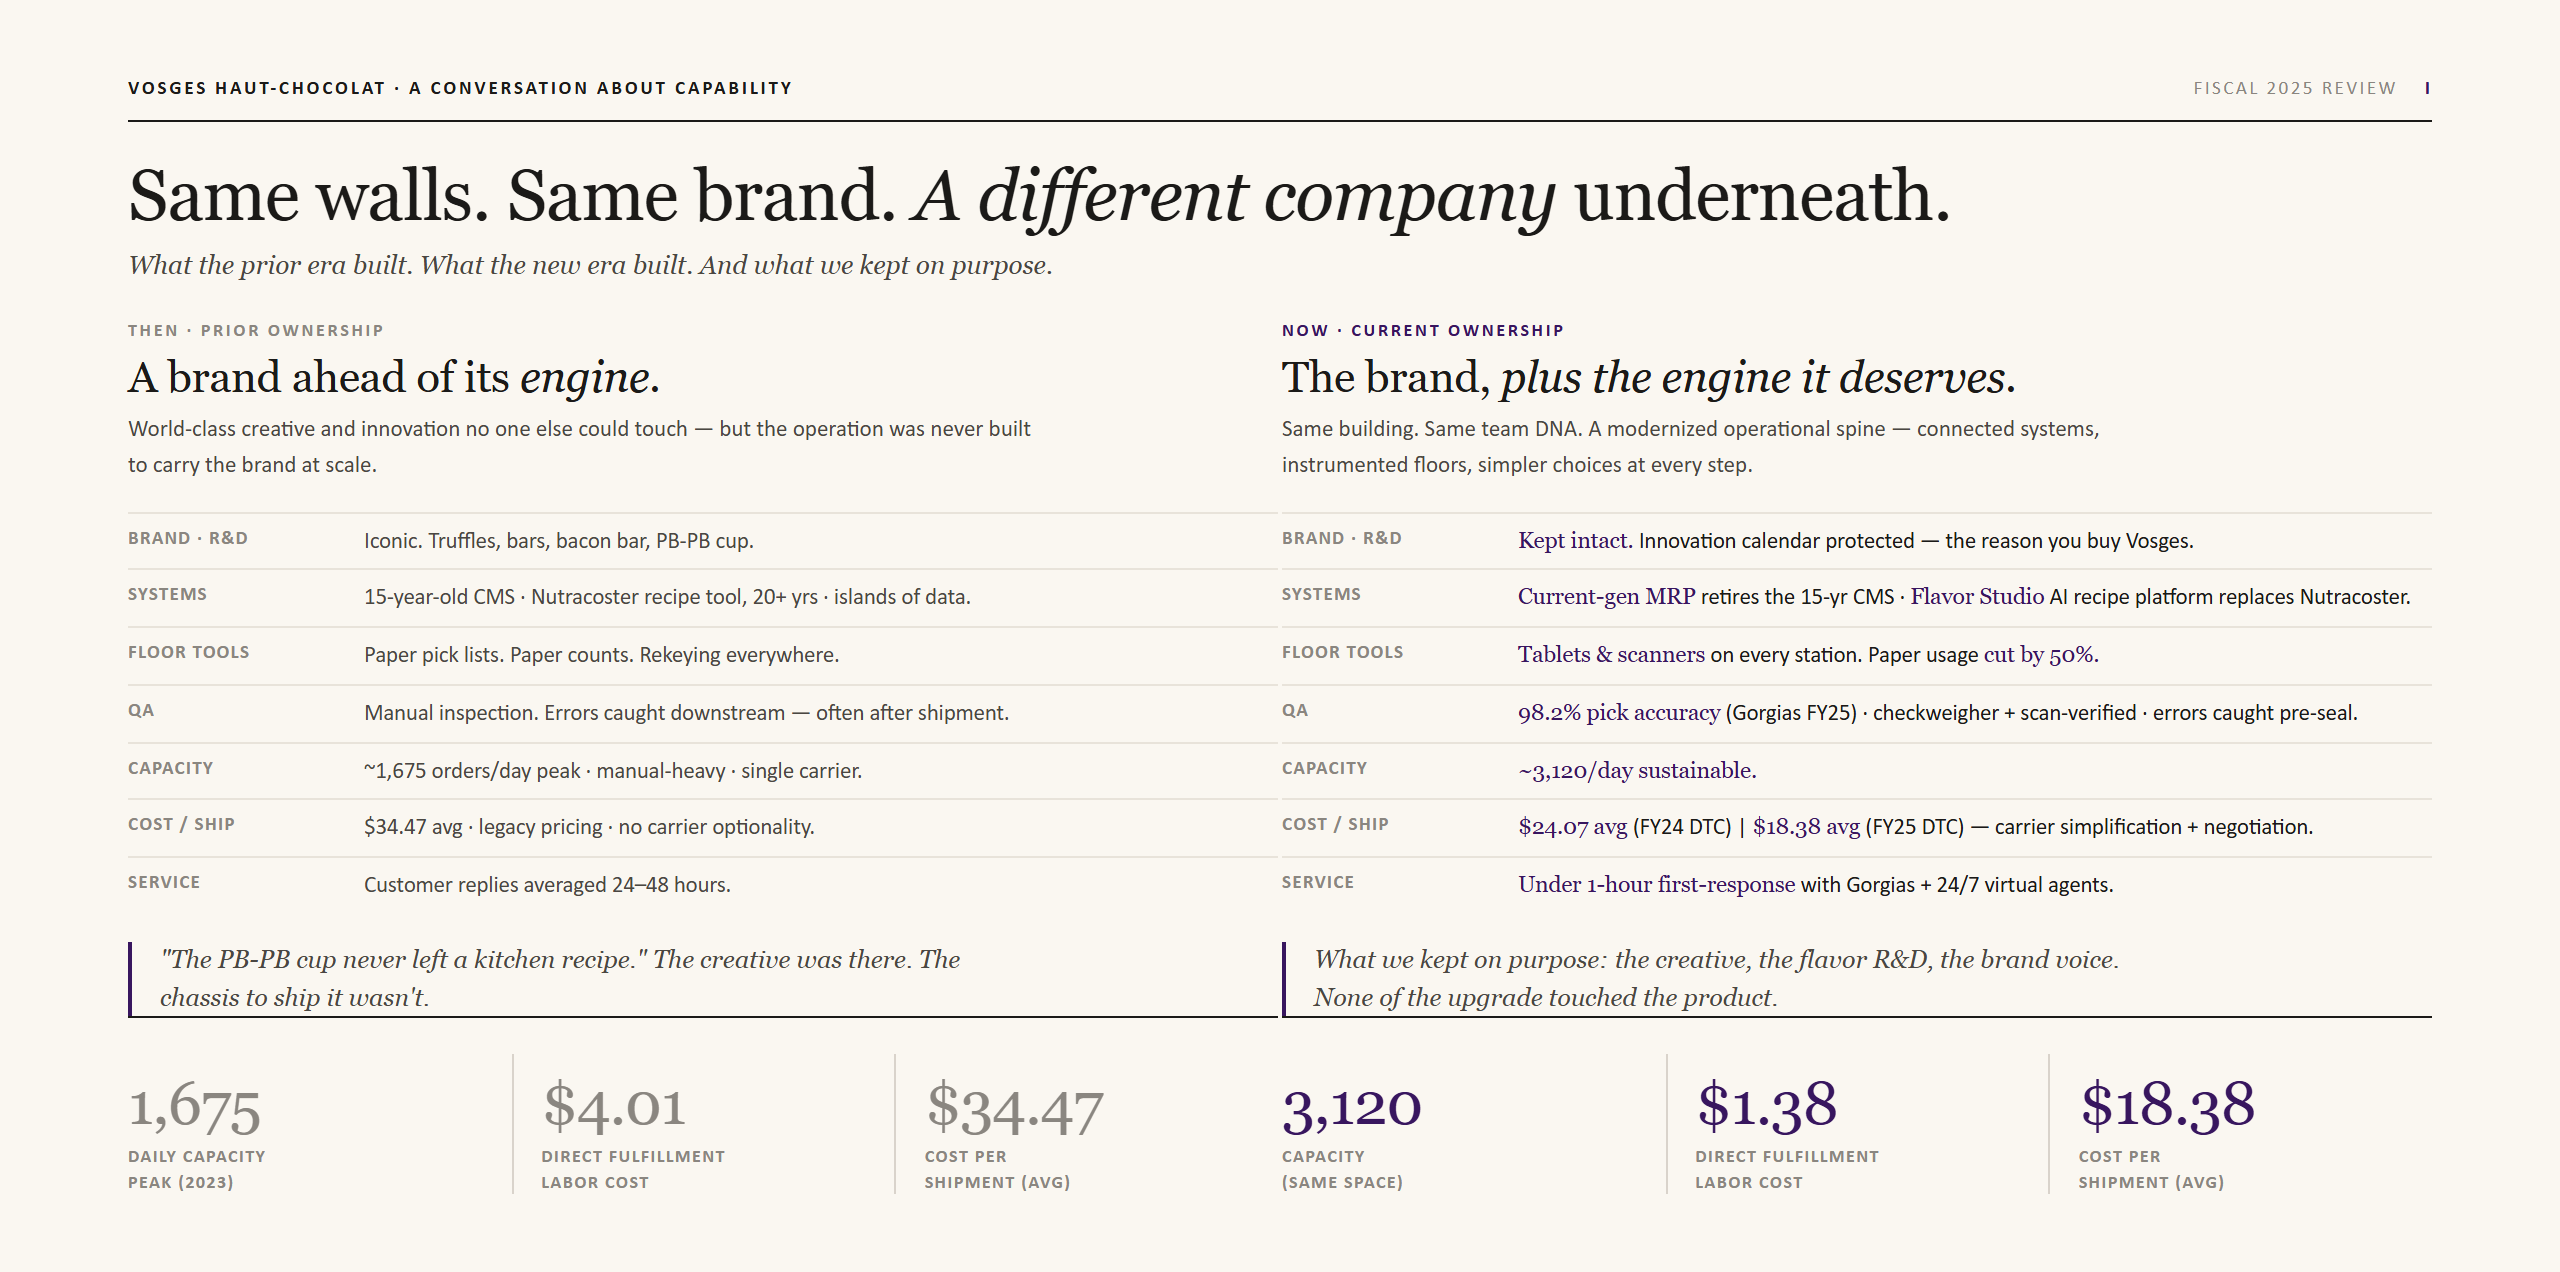 VOSGES HAUT-CHOCOLAT · A CONVERSATION ABOUT CAPABILITY
FISCAL 2025 REVIEW I
Same walls. Same brand. A different company underneath.
What the prior era built. What the new era built. And what we kept on purpose.
THEN · PRIOR OWNERSHIP
A brand ahead of its engine.
World-class creative and innovation no one else could touch — but the operation was never built
to carry the brand at scale.
BRAND · R&D Iconic. Truffles, bars, bacon bar, PB-PB cup.
SYSTEMS 15-year-old CMS · Nutracoster recipe tool, 20+ yrs · islands of data.
FLOOR TOOLS Paper pick lists. Paper counts. Rekeying everywhere.
QA Manual inspection. Errors caught downstream — often after shipment.
CAPACITY ~1,675 orders/day peak · manual-heavy · single carrier.
COST / SHIP $34.47 avg · legacy pricing · no carrier optionality.
SERVICE Customer replies averaged 24–48 hours.
"The PB-PB cup never left a kitchen recipe." The creative was there. The
chassis to ship it wasn't.
NOW · CURRENT OWNERSHIP
The brand, plus the engine it deserves.
Same building. Same team DNA. A modernized operational spine — connected systems,
instrumented floors, simpler choices at every step.
BRAND · R&D Kept intact. Innovation calendar protected — the reason you buy Vosges.
SYSTEMS Current-gen MRP retires the 15-yr CMS · Flavor Studio AI recipe platform replaces Nutracoster.
FLOOR TOOLS Tablets & scanners on every station. Paper usage cut by 50%.
QA 98.2% pick accuracy (Gorgias FY25) · checkweigher + scan-verified · errors caught pre-seal.
CAPACITY ~3,120/day sustainable.
COST / SHIP $24.07 avg (FY24 DTC) | $18.38 avg (FY25 DTC) — carrier simplification + negotiation.
SERVICE Under 1-hour first-response with Gorgias + 24/7 virtual agents.
What we kept on purpose: the creative, the flavor R&D, the brand voice.
None of the upgrade touched the product.
1,675
DAILY CAPACITY
PEAK (2023)
$4.01
DIRECT FULFILLMENT
LABOR COST
$34.47
COST PER
SHIPMENT (AVG)
3,120
CAPACITY
(SAME SPACE)
$1.38
DIRECT FULFILLMENT
LABOR COST
$18.38
COST PER
SHIPMENT (AVG)